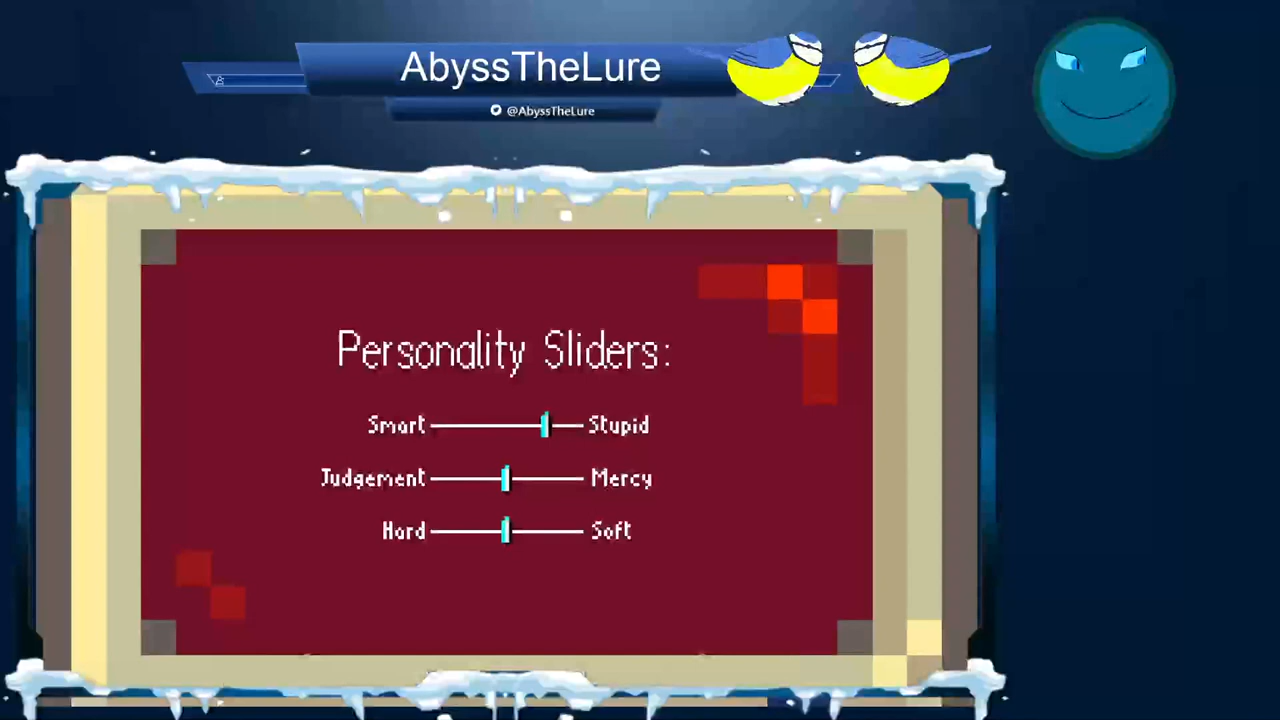 AbyssTheLure
@AbyssTheLure
Personality Sliders:
Smart Stupid
Judgement Mercy
Hard Soft